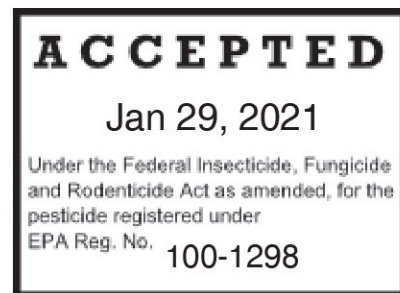 ACCEPTED
Jan 29, 2021
Under the Federal Insecticide, Fungicide
and Rodenticide Act as amended, for the
pesticide registered under
EPA Reg. No. 100-1298